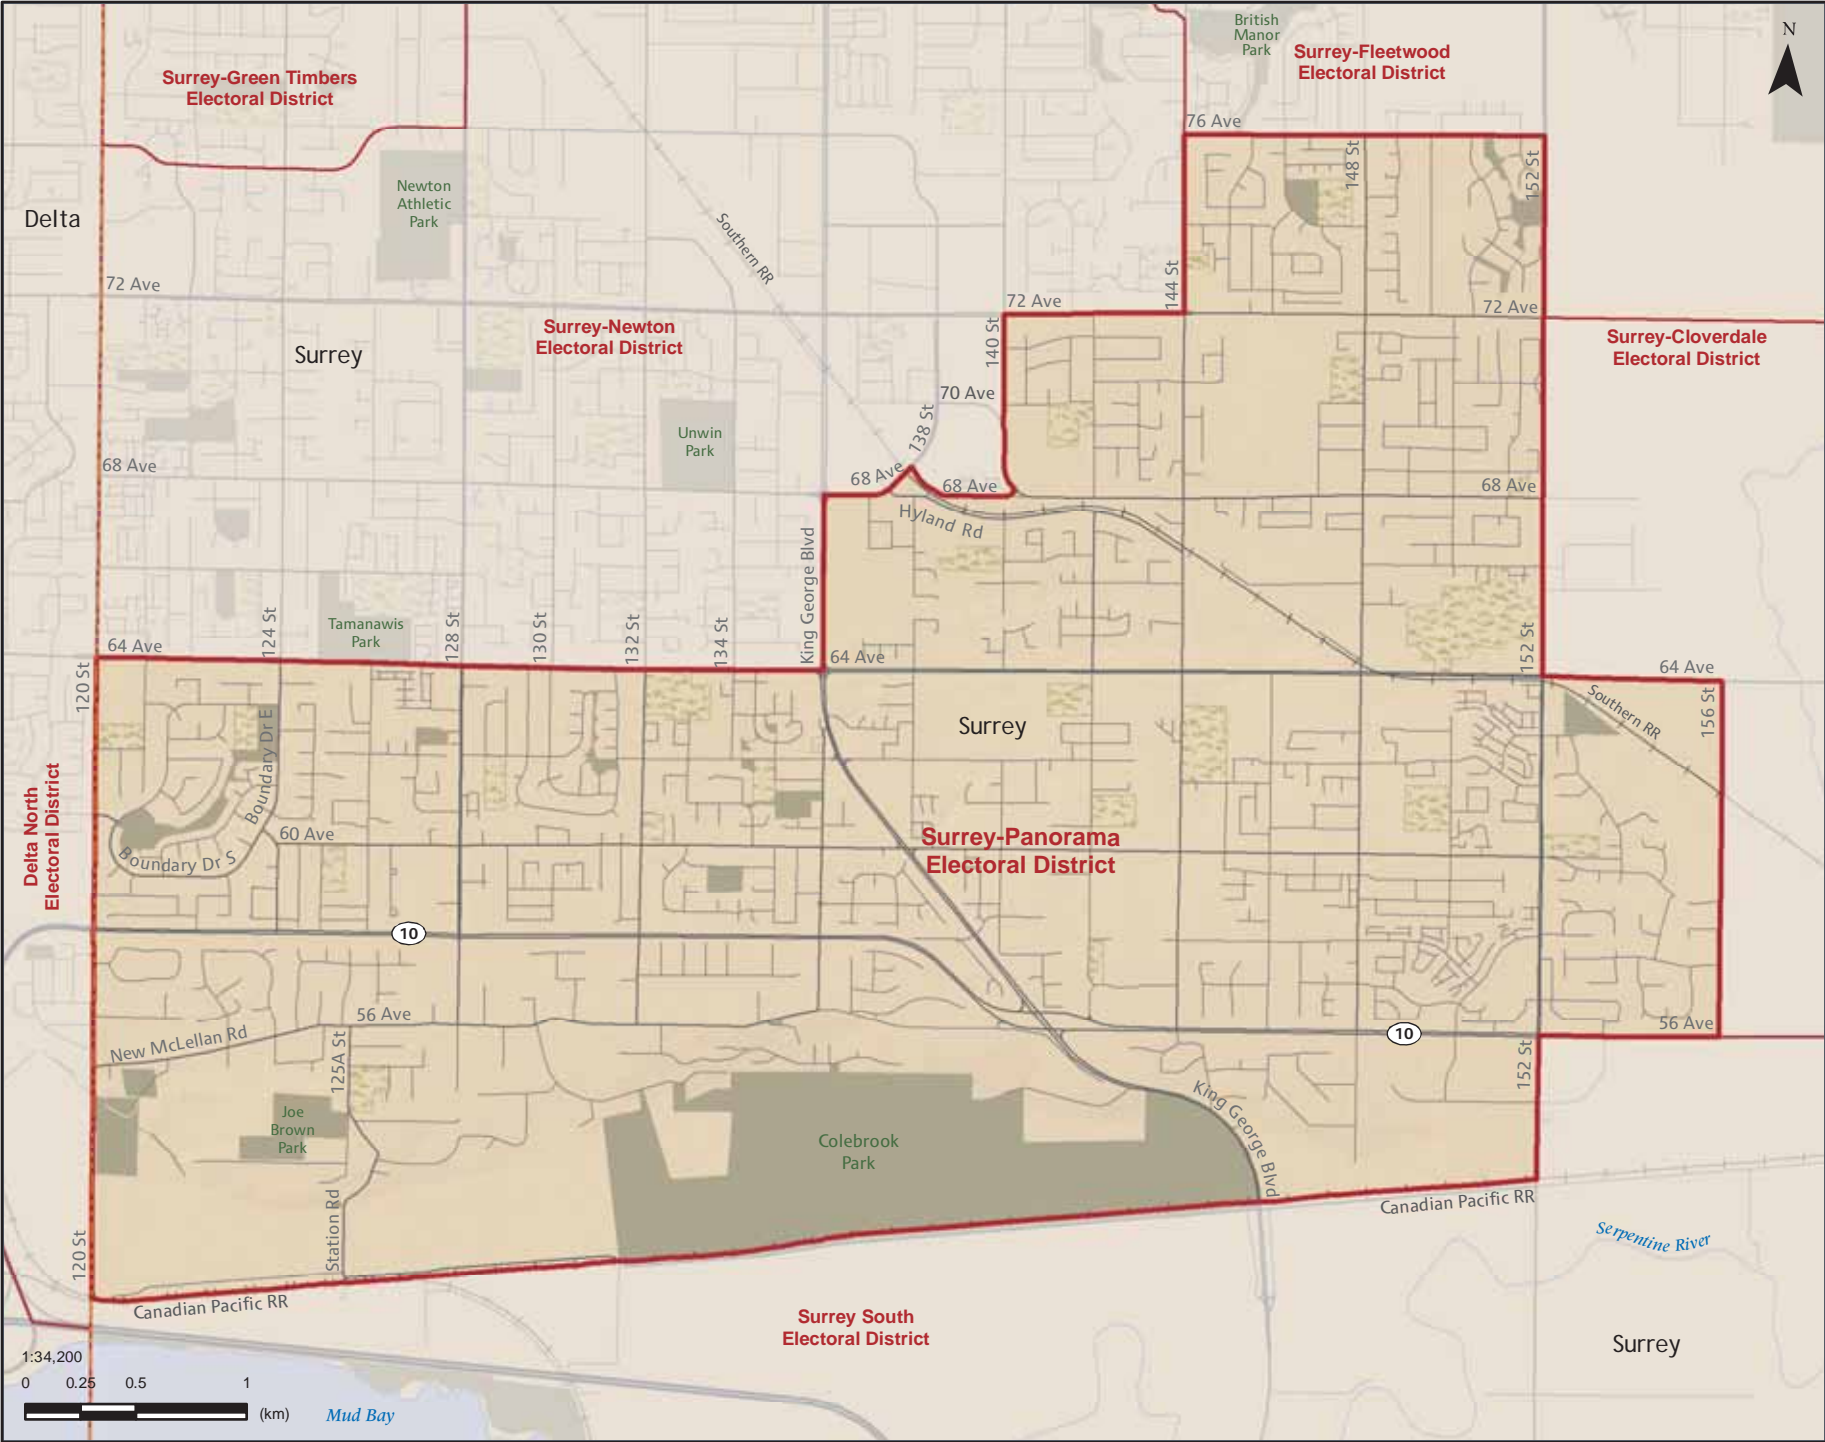 British
Manor
Park
Surrey-Fleetwood
Electoral District
N
Surrey-Green Timbers
Electoral District
76 Ave
148 St
152 St
Newton
Athletic
Park
Delta
Southern RR
144 St
72 Ave
72 Ave
72 Ave
Surrey-Newton
Electoral District
140 St
Surrey-Cloverdale
Electoral District
Surrey
70 Ave
138 St
Unwin
Park
68 Ave
68 Ave
68 Ave
68 Ave
Hyland Rd
King George Blvd
Tamanawis
Park
124 St
128 St
130 St
132 St
134 St
152 St
64 Ave
64 Ave
64 Ave
120 St
Southern RR
156 St
Surrey
Boundary Dr E
Delta North
Electoral District
60 Ave
Boundary Dr S
Surrey-Panorama
Electoral District
10
56 Ave
56 Ave
New McLellan Rd
125A St
10
152 St
Joe
Brown
Park
Colebrook
Park
King George Blvd
Station Rd
120 St
Canadian Pacific RR
Canadian Pacific RR
Serpentine River
Surrey South
Electoral District
Surrey
1:34,200
0 0.25 0.5 1
(km)
Mud Bay